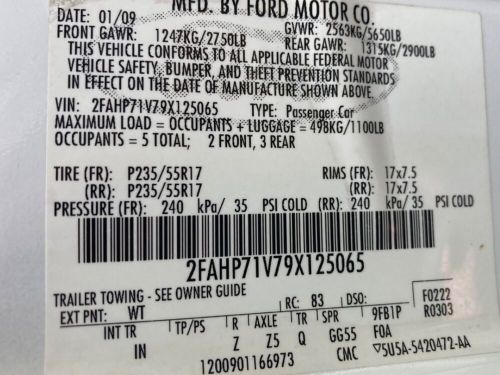 MFD. BY FORD MOTOR CO.
DATE: 01/09 GVWR: 2563KG/5650LB
FRONT GAWR: 1247KG/2750LB REAR GAWR: 1315KG/2900LB
THIS VEHICLE CONFORMS TO ALL APPLICABLE FEDERAL MOTOR
VEHICLE SAFETY, BUMPER, AND THEFT PREVENTION STANDARDS
IN EFFECT ON THE DATE OF MANUFACTURE SHOWN ABOVE.
VIN: 2FAHP71V79X125065 TYPE: Passenger Car
MAXIMUM LOAD = OCCUPANTS + LUGGAGE = 498KG/1100LB
OCCUPANTS = 5 TOTAL; 2 FRONT, 3 REAR
TIRE (FR): P235/55R17 RIMS (FR): 17x7.5
(RR): P235/55R17 (RR): 17x7.5
PRESSURE (FR): 240 kPa/ 35 PSI COLD (RR): 240 kPa/ 35 PSI COLD
2FAHP71V79X125065
TRAILER TOWING - SEE OWNER GUIDE
EXT PNT: WT RC: 83 DSO: F0222
INT TR TP/PS R AXLE TR SPR 9FB1P R0303
IN Z Z5 Q GG55 FOA
1200901166973 CMC ▽5U5A-5420472-AA